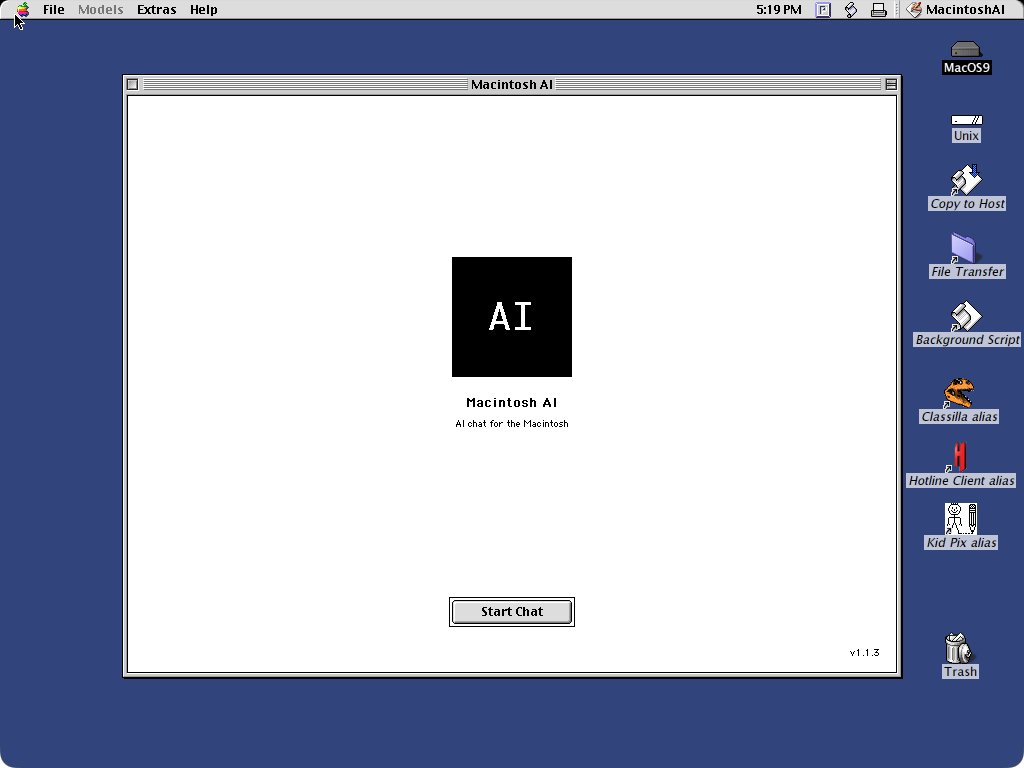 File Models Extras Help 5:19 PM MacintoshAI
MacOS9
Macintosh AI
Unix
Copy to Host
File Transfer
AI
Background Script
Macintosh AI
Classilla alias
AI chat for the Macintosh
Hotline Client alias
Kid Pix alias
Start Chat
v1.1.3
Trash